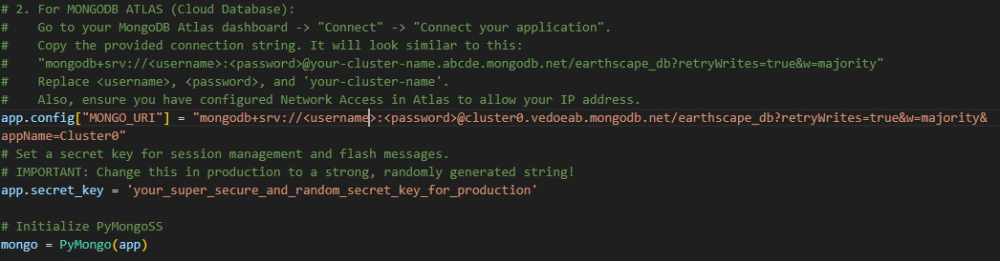 # 2. For MONGODB ATLAS (Cloud Database):
#    Go to your MongoDB Atlas dashboard -> "Connect" -> "Connect your application".
#    Copy the provided connection string. It will look similar to this:
#    "mongodb+srv://<username>:<password>@your-cluster-name.abcde.mongodb.net/earthscape_db?retryWrites=true&w=majority"
#    Replace <username>, <password>, and 'your-cluster-name'.
#    Also, ensure you have configured Network Access in Atlas to allow your IP address.
app.config["MONGO_URI"] = "mongodb+srv://<username>:<password>@cluster0.vedoeab.mongodb.net/earthscape_db?retryWrites=true&w=majority&
appName=Cluster0"
# Set a secret key for session management and flash messages.
# IMPORTANT: Change this in production to a strong, randomly generated string!
app.secret_key = 'your_super_secure_and_random_secret_key_for_production'
# Initialize PyMongoSS
mongo = PyMongo(app)